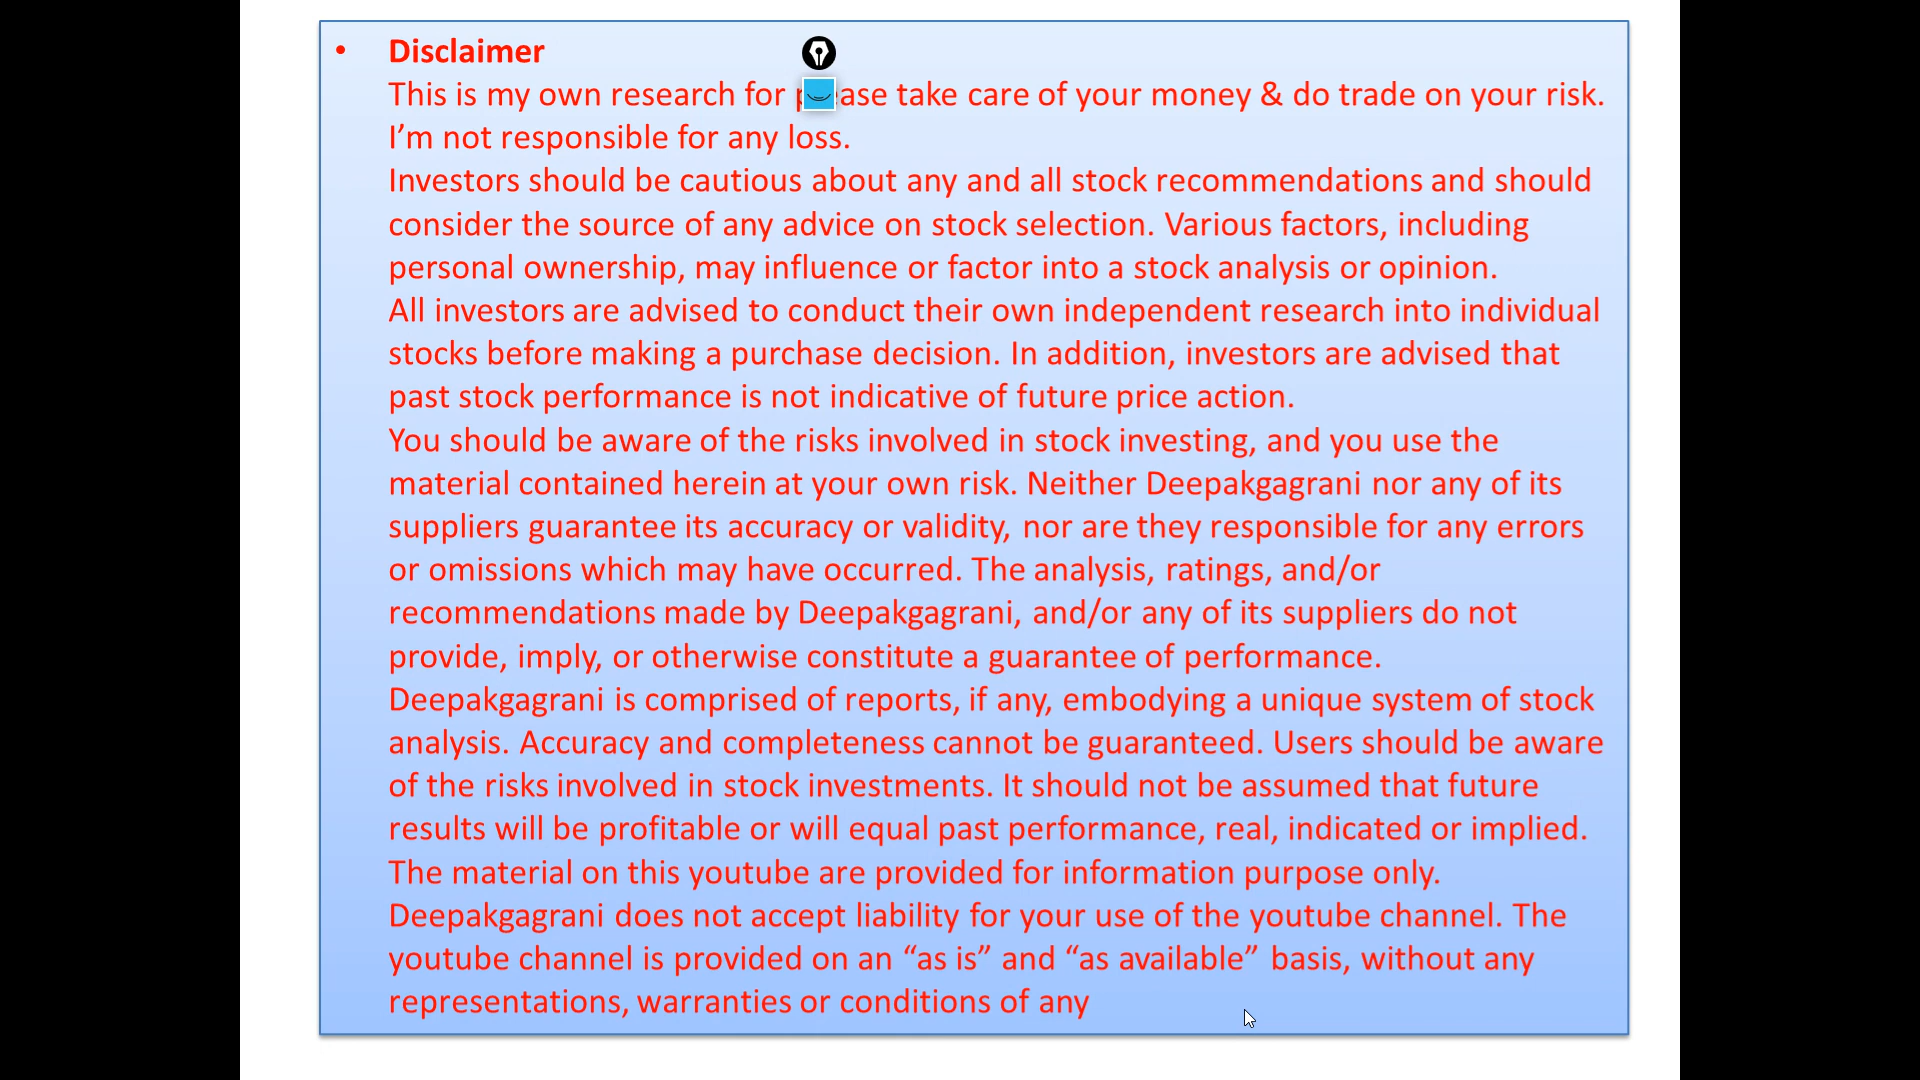 • Disclaimer
This is my own research for please take care of your money & do trade on your risk.
I’m not responsible for any loss.
Investors should be cautious about any and all stock recommendations and should
consider the source of any advice on stock selection. Various factors, including
personal ownership, may influence or factor into a stock analysis or opinion.
All investors are advised to conduct their own independent research into individual
stocks before making a purchase decision. In addition, investors are advised that
past stock performance is not indicative of future price action.
You should be aware of the risks involved in stock investing, and you use the
material contained herein at your own risk. Neither Deepakgagrani nor any of its
suppliers guarantee its accuracy or validity, nor are they responsible for any errors
or omissions which may have occurred. The analysis, ratings, and/or
recommendations made by Deepakgagrani, and/or any of its suppliers do not
provide, imply, or otherwise constitute a guarantee of performance.
Deepakgagrani is comprised of reports, if any, embodying a unique system of stock
analysis. Accuracy and completeness cannot be guaranteed. Users should be aware
of the risks involved in stock investments. It should not be assumed that future
results will be profitable or will equal past performance, real, indicated or implied.
The material on this youtube are provided for information purpose only.
Deepakgagrani does not accept liability for your use of the youtube channel. The
youtube channel is provided on an “as is” and “as available” basis, without any
representations, warranties or conditions of any